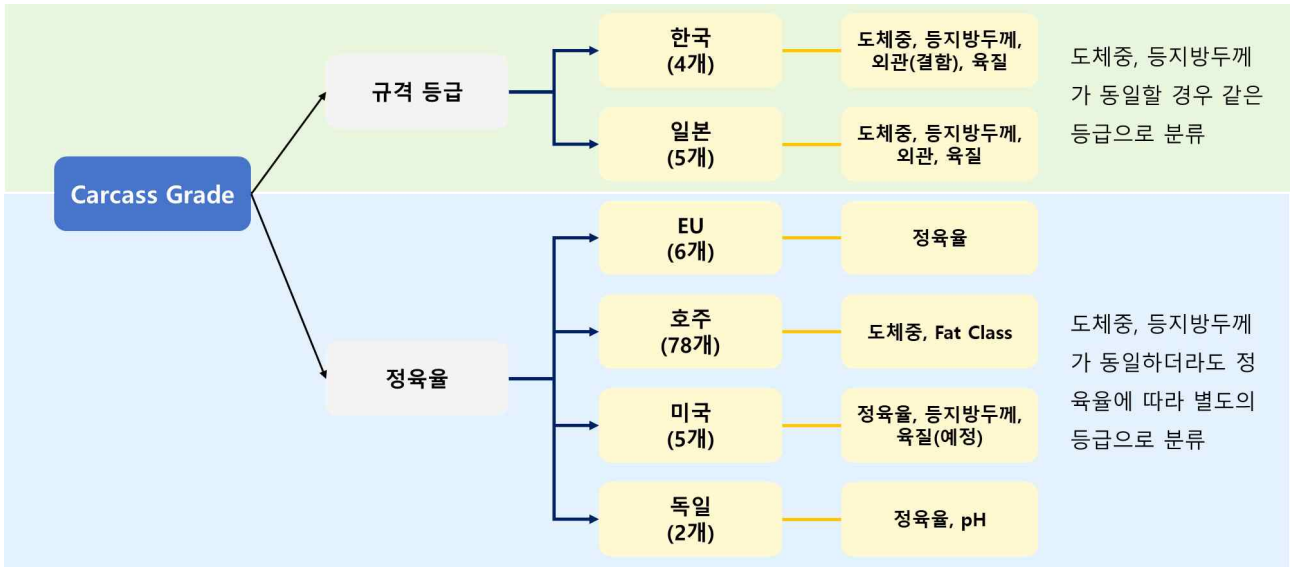 Carcass Grade
규격 등급
한국
(4개)
도체중, 등지방두께,
외관(결함), 육질
일본
(5개)
도체중, 등지방두께,
외관, 육질
도체중, 등지방두께
가 동일할 경우 같은
등급으로 분류
정육율
EU
(6개)
정육율
호주
(78개)
도체중, Fat Class
미국
(5개)
정육율, 등지방두께,
육질(예정)
독일
(2개)
정육율, pH
도체중, 등지방두께
가 동일하더라도 정
육율에 따라 별도의
등급으로 분류